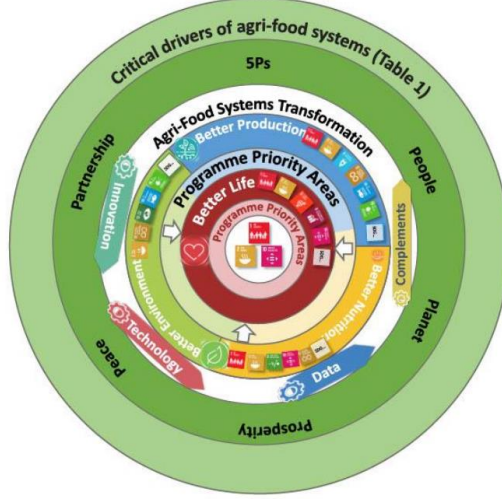 Critical drivers of agri-food systems (Table 1)
5Ps
People
Planet
Prosperity
Peace
Partnership
Agri-Food Systems Transformation
Innovation
Complements
Data
Technology
Better Production
Better Nutrition
Better Environment
Programme Priority Areas
Better Life
Programme Priority Areas